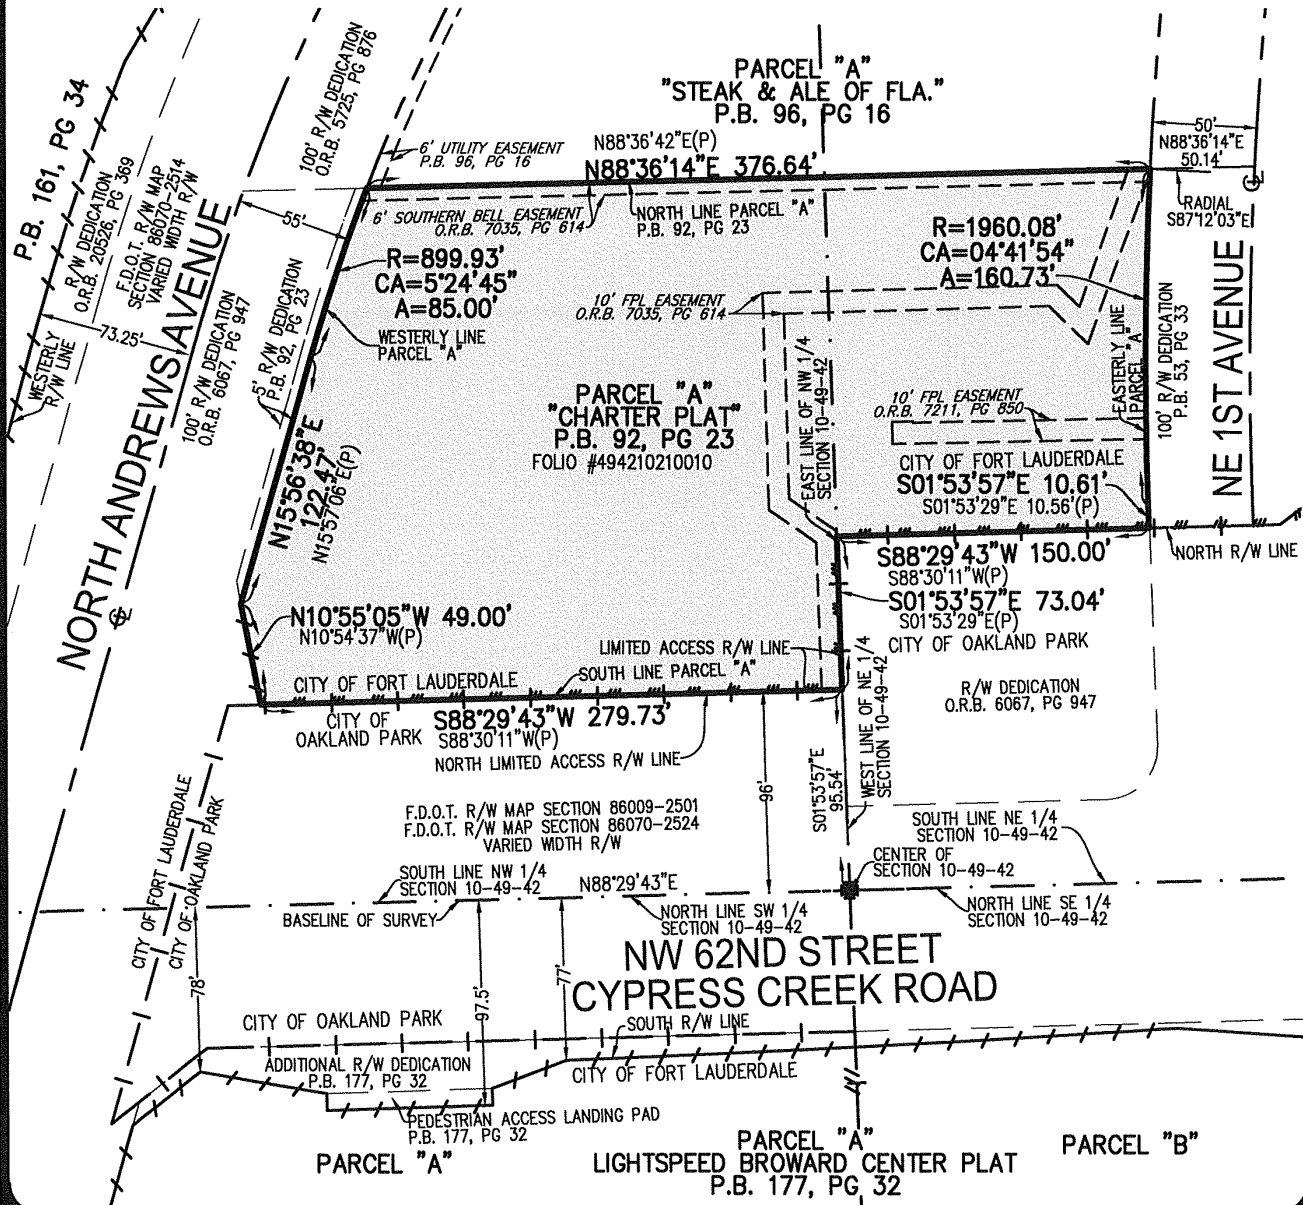 PARCEL "A"
"STEAK & ALE OF FLA."
P.B. 96, PG 16
P.B. 161, PG 34
R/W DEDICATION
O.R.B. 20526, PG 369
F.D.O.T. R/W MAP
SECTION 86070-2514
VARIED WIDTH R/W
100' R/W DEDICATION
O.R.B. 5725, PG 876
6' UTILITY EASEMENT
P.B. 96, PG 16
N88°36'42"E(P)
N88°36'14"E 376.64'
50'
N88°36'14"E
50.14'
RADIAL
S87°12'03"E
55'
6' SOUTHERN BELL EASEMENT
O.R.B. 7035, PG 614
NORTH LINE PARCEL "A"
P.B. 92, PG 23
R=1960.08'
CA=04°41'54"
A=160.73'
R=899.93'
CA=5°24'45"
A=85.00'
WESTERLY LINE
PARCEL "A"
10' FPL EASEMENT
O.R.B. 7035, PG 614
73.25'
WESTERLY
R/W LINE
NORTH ANDREWS AVENUE
100' R/W DEDICATION
O.R.B. 6067, PG 947
5' R/W DEDICATION
P.B. 92, PG 23
EAST LINE OF NW 1/4
SECTION 10-49-42
EASTERLY LINE
PARCEL "A"
100' R/W DEDICATION
P.B. 53, PG 33
NE 1ST AVENUE
PARCEL "A"
"CHARTER PLAT"
P.B. 92, PG 23
FOLIO #494210210010
10' FPL EASEMENT
O.R.B. 7211, PG 850
CITY OF FORT LAUDERDALE
S01°53'57"E 10.61'
S01°53'29"E 10.56'(P)
N15°56'38"E
122.47'
N15°57'06"E(P)
NORTH R/W LINE
S88°29'43"W 150.00'
S88°30'11"W(P)
S01°53'57"E 73.04'
S01°53'29"E(P)
CITY OF OAKLAND PARK
N10°55'05"W 49.00'
N10°54'37"W(P)
LIMITED ACCESS R/W LINE
SOUTH LINE PARCEL "A"
CITY OF FORT LAUDERDALE
R/W DEDICATION
O.R.B. 6067, PG 947
CITY OF
OAKLAND PARK
S88°29'43"W 279.73'
S88°30'11"W(P)
NORTH LIMITED ACCESS R/W LINE
96'
S01°53'57"E
95.54'
WEST LINE OF NE 1/4
SECTION 10-49-42
CITY OF FORT LAUDERDALE
CITY OF OAKLAND PARK
F.D.O.T. R/W MAP SECTION 86009-2501
F.D.O.T. R/W MAP SECTION 86070-2524
VARIED WIDTH R/W
SOUTH LINE NE 1/4
SECTION 10-49-42
CENTER OF
SECTION 10-49-42
SOUTH LINE NW 1/4
SECTION 10-49-42
N88°29'43"E
BASELINE OF SURVEY
NORTH LINE SW 1/4
SECTION 10-49-42
NORTH LINE SE 1/4
SECTION 10-49-42
NW 62ND STREET
CYPRESS CREEK ROAD
78'
97.5'
77'
CITY OF OAKLAND PARK
SOUTH R/W LINE
ADDITIONAL R/W DEDICATION
P.B. 177, PG 32
CITY OF FORT LAUDERDALE
PEDESTRIAN ACCESS LANDING PAD
P.B. 177, PG 32
PARCEL "A"
PARCEL "A"
LIGHTSPEED BROWARD CENTER PLAT
P.B. 177, PG 32
PARCEL "B"